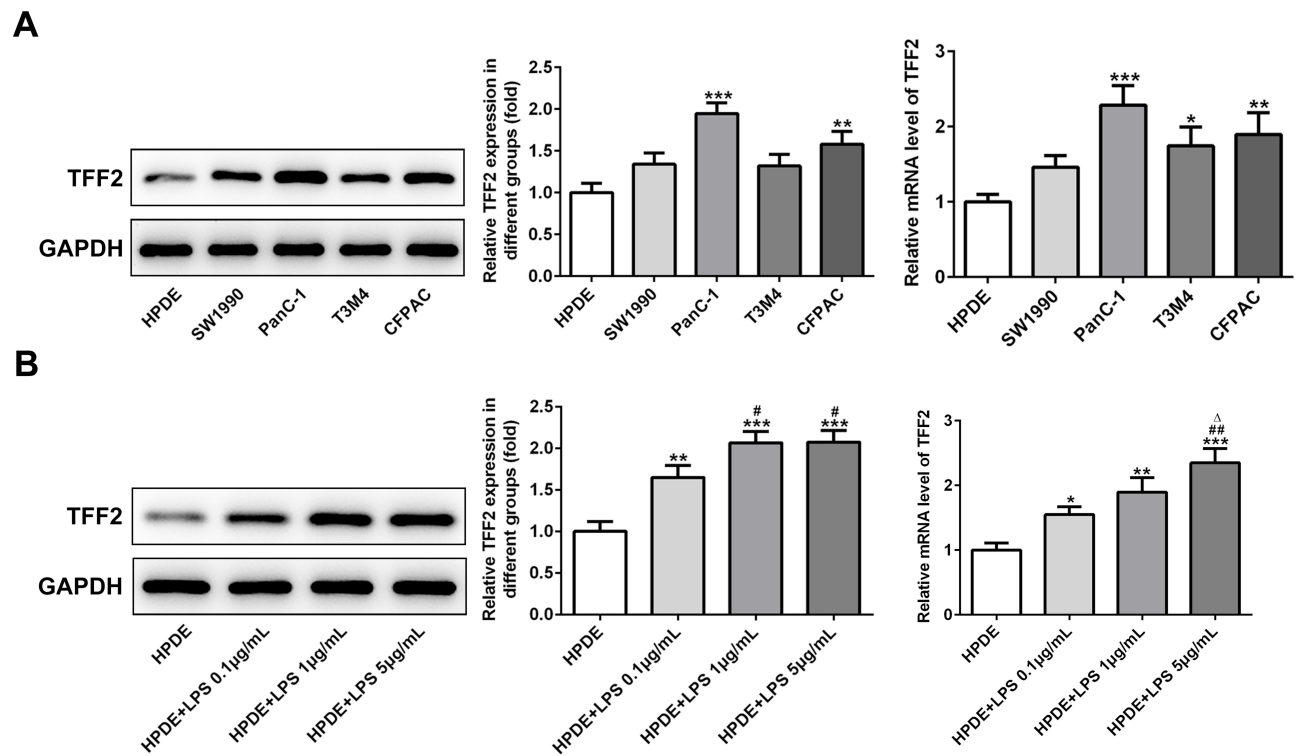 A
TFF2
GAPDH
HPDE
SW1990
PanC-1
T3M4
CFPAC
Relative TFF2 expression in
different groups (fold)
2.5
2.0
1.5
1.0
0.5
0.0
***
**
HPDE
SW1990
PanC-1
T3M4
CFPAC
Relative mRNA level of TFF2
3
2
1
0
***
*
**
HPDE
SW1990
PanC-1
T3M4
CFPAC
B
TFF2
GAPDH
HPDE
HPDE+LPS 0.1µg/mL
HPDE+LPS 1µg/mL
HPDE+LPS 5µg/mL
Relative TFF2 expression in
different groups (fold)
2.5
2.0
1.5
1.0
0.5
0.0
**
#
***
#
***
HPDE
HPDE+LPS 0.1µg/mL
HPDE+LPS 1µg/mL
HPDE+LPS 5µg/mL
Relative mRNA level of TFF2
3
2
1
0
*
**
Δ
##
***
HPDE
HPDE+LPS 0.1µg/mL
HPDE+LPS 1µg/mL
HPDE+LPS 5µg/mL